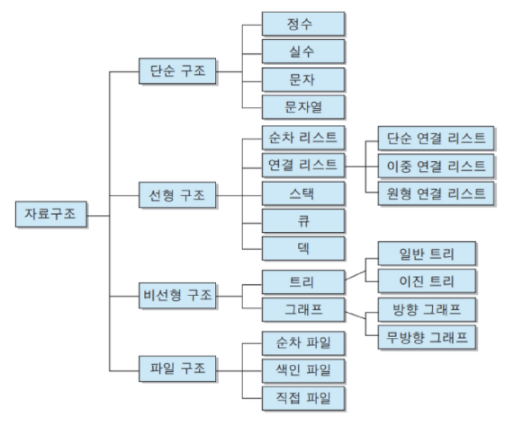 자료구조
단순 구조
정수
실수
문자
문자열
선형 구조
순차 리스트
연결 리스트
단순 연결 리스트
이중 연결 리스트
원형 연결 리스트
스택
큐
덱
비선형 구조
트리
일반 트리
이진 트리
그래프
방향 그래프
무방향 그래프
파일 구조
순차 파일
색인 파일
직접 파일